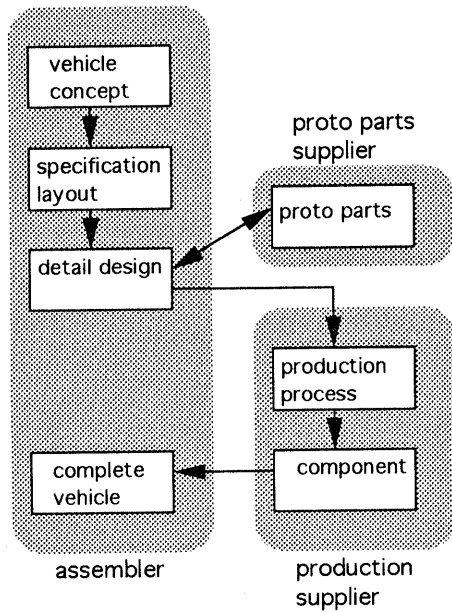 vehicle
concept
specification
layout
detail design
proto parts
supplier
proto parts
production
process
component
complete
vehicle
assembler
production
supplier